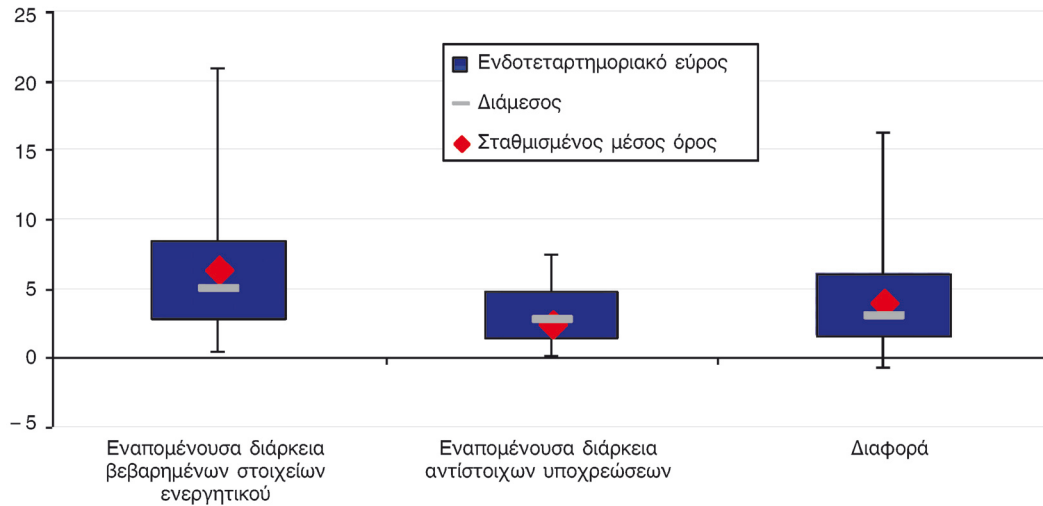 25
20
15
10
5
0
– 5
Ενδοτεταρτημοριακό εύρος
Διάμεσος
Σταθμισμένος μέσος όρος
Εναπομένουσα διάρκεια
βεβαρημένων στοιχείων
ενεργητικού
Εναπομένουσα διάρκεια
αντίστοιχων υποχρεώσεων
Διαφορά